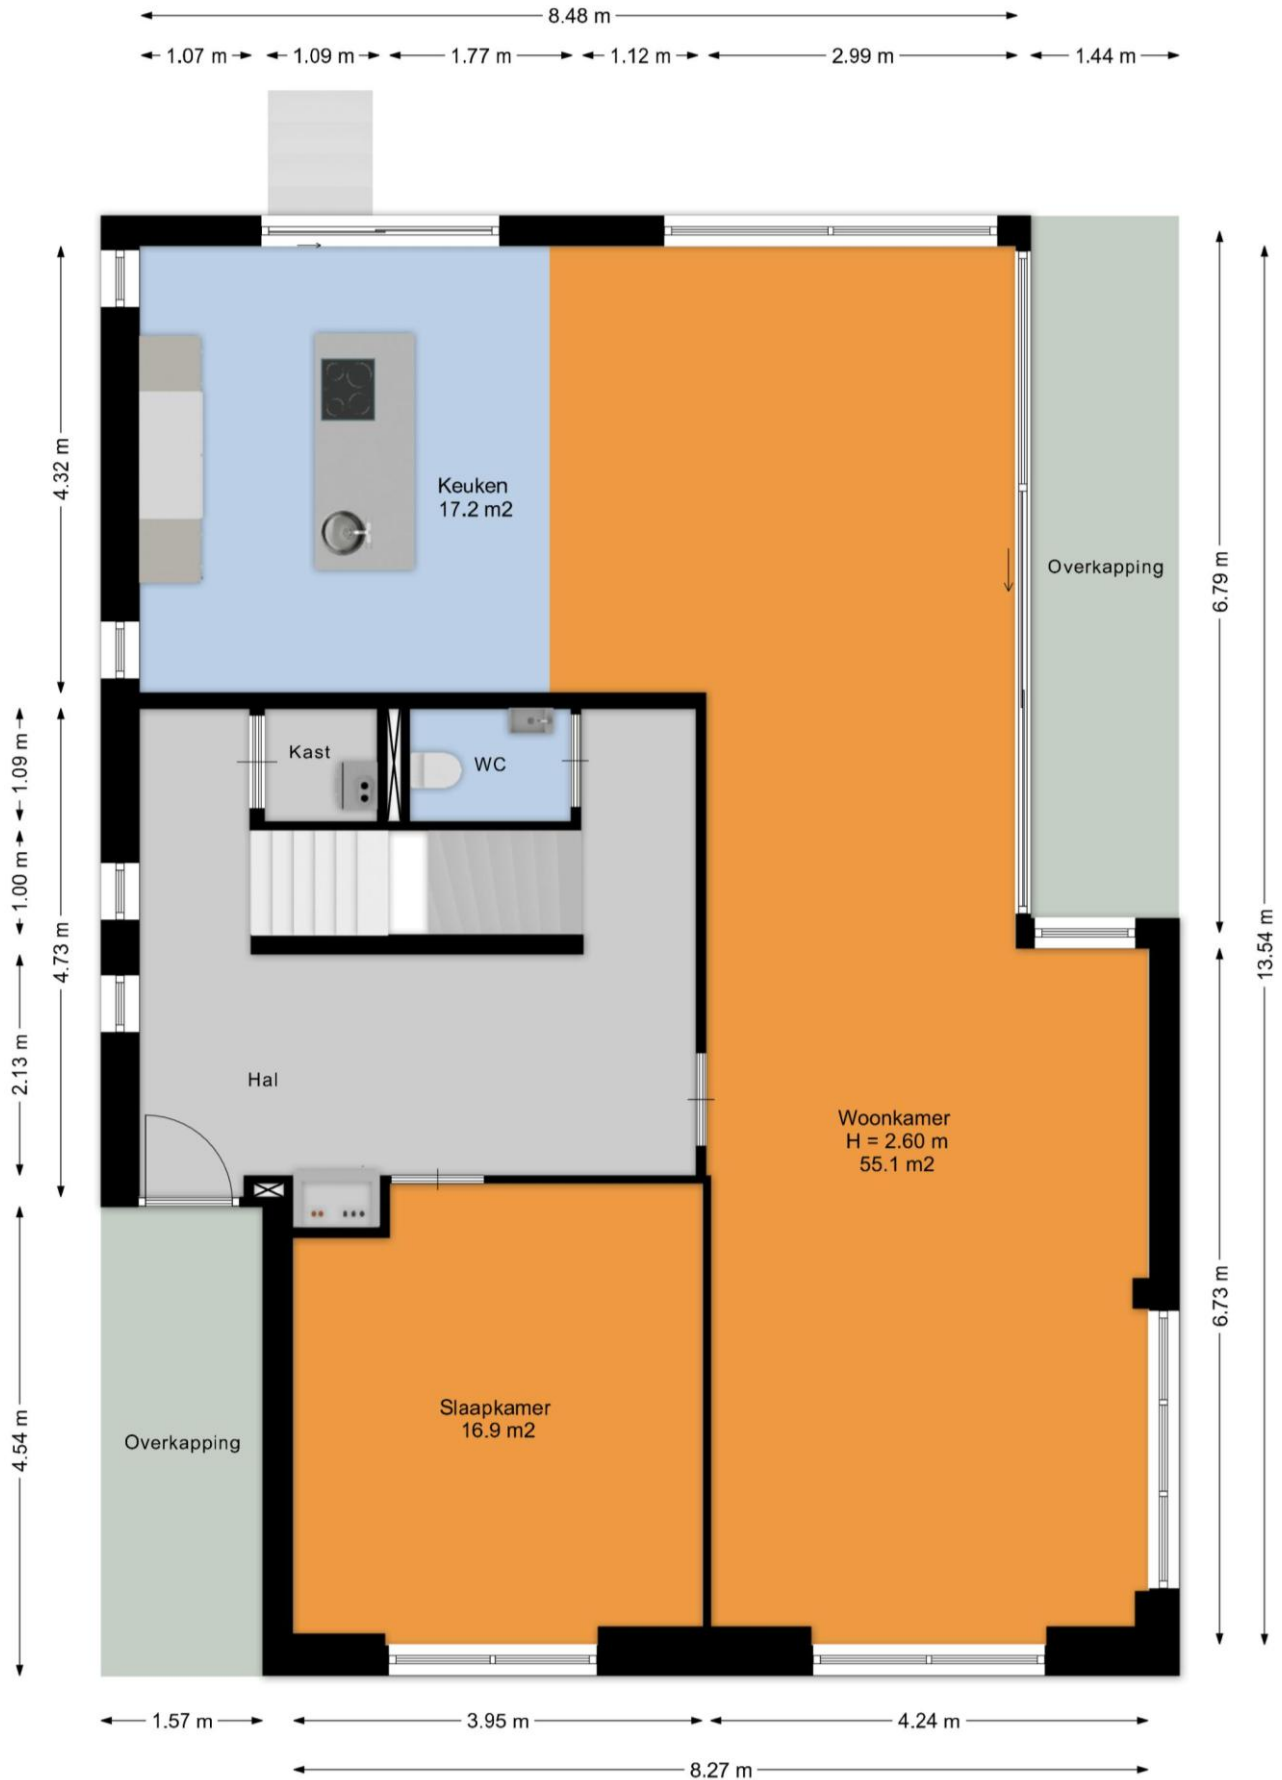 8.48 m
1.07 m
1.09 m
1.77 m
1.12 m
2.99 m
1.44 m
4.32 m
Keuken
17.2 m2
Overkapping
6.79 m
13.54 m
1.09 m
1.00 m
2.13 m
4.73 m
Kast
WC
Hal
Woonkamer
H = 2.60 m
55.1 m2
6.73 m
4.54 m
Overkapping
Slaapkamer
16.9 m2
1.57 m
3.95 m
4.24 m
8.27 m